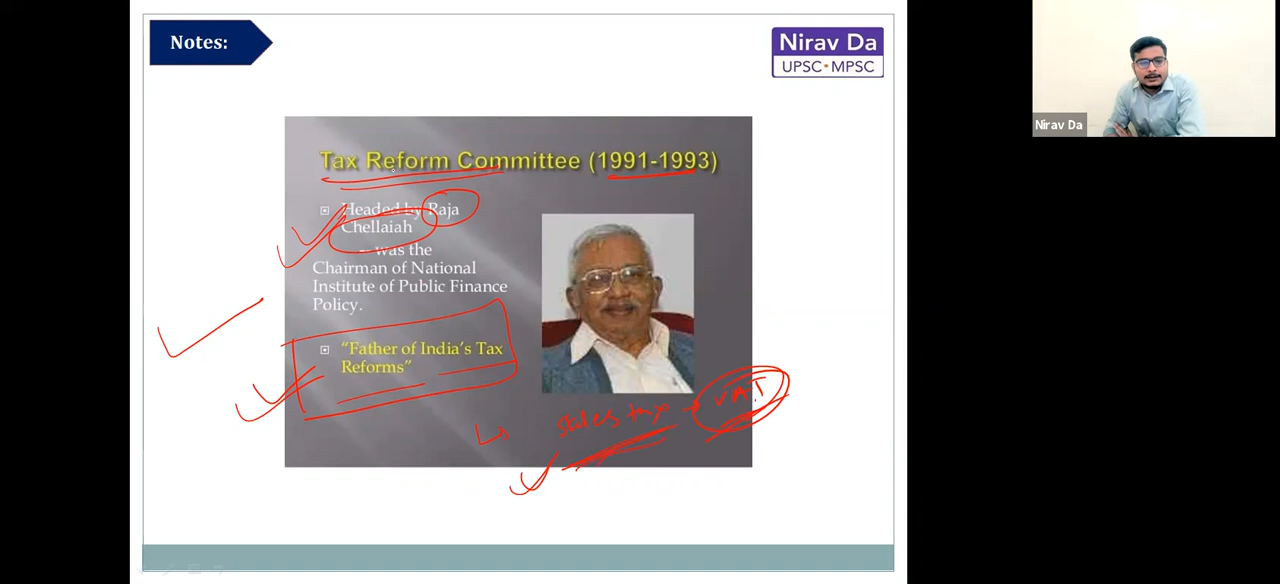 Notes:
Nirav Da
UPSC • MPSC
Nirav Da
Tax Reform Committee (1991-1993)
Headed by Raja
Chellaiah
– was the
Chairman of National
Institute of Public Finance
Policy.
“Father of India’s Tax
Reforms”
Sales tax → VAT